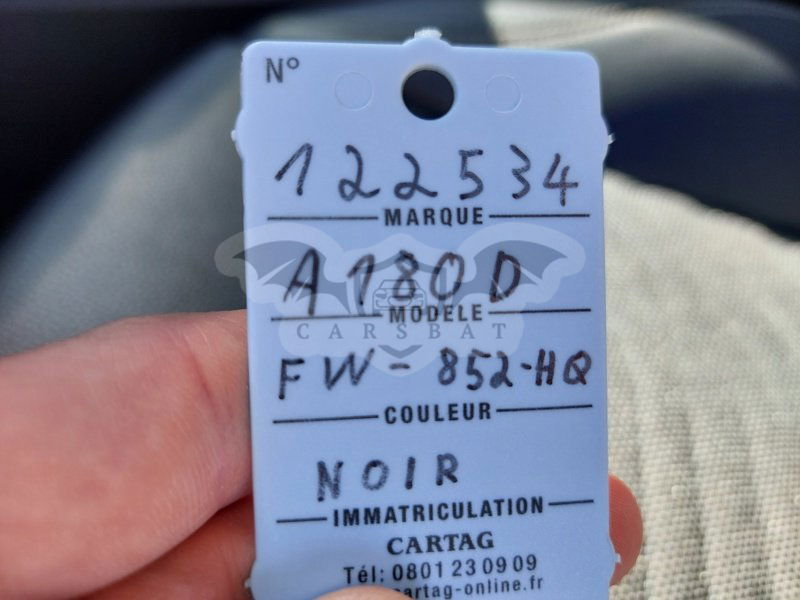 N°
122534
MARQUE
A180D
MODELE
CARSBAT
FW-852-HQ
COULEUR
NOIR
IMMATRICULATION
CARTAG
Tél: 0801 23 09 09
cartag-online.fr